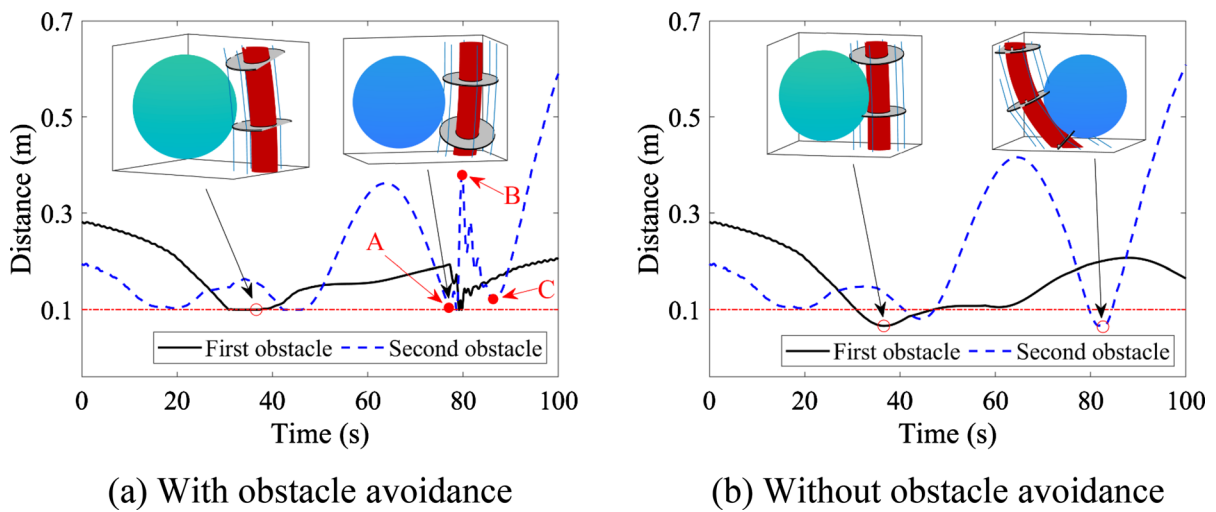 0.7
0.5
0.3
0.1
Distance (m)
A
B
C
First obstacle
Second obstacle
0 20 40 60 80 100
Time (s)
(a) With obstacle avoidance
0.7
0.5
0.3
0.1
Distance (m)
First obstacle
Second obstacle
0 20 40 60 80 100
Time (s)
(b) Without obstacle avoidance